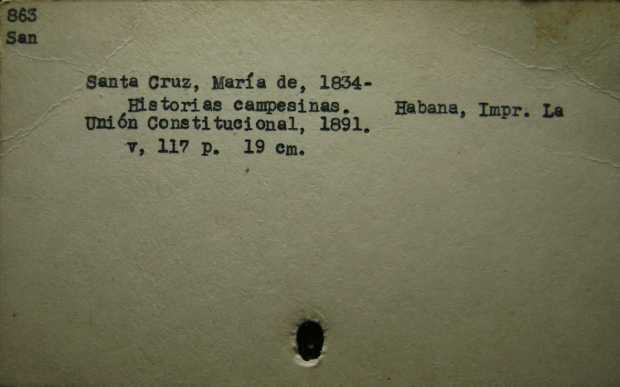 863
San
Santa Cruz, María de, 1834-
Historias campesinas. Habana, Impr. La
Unión Constitucional, 1891.
v, 117 p. 19 cm.